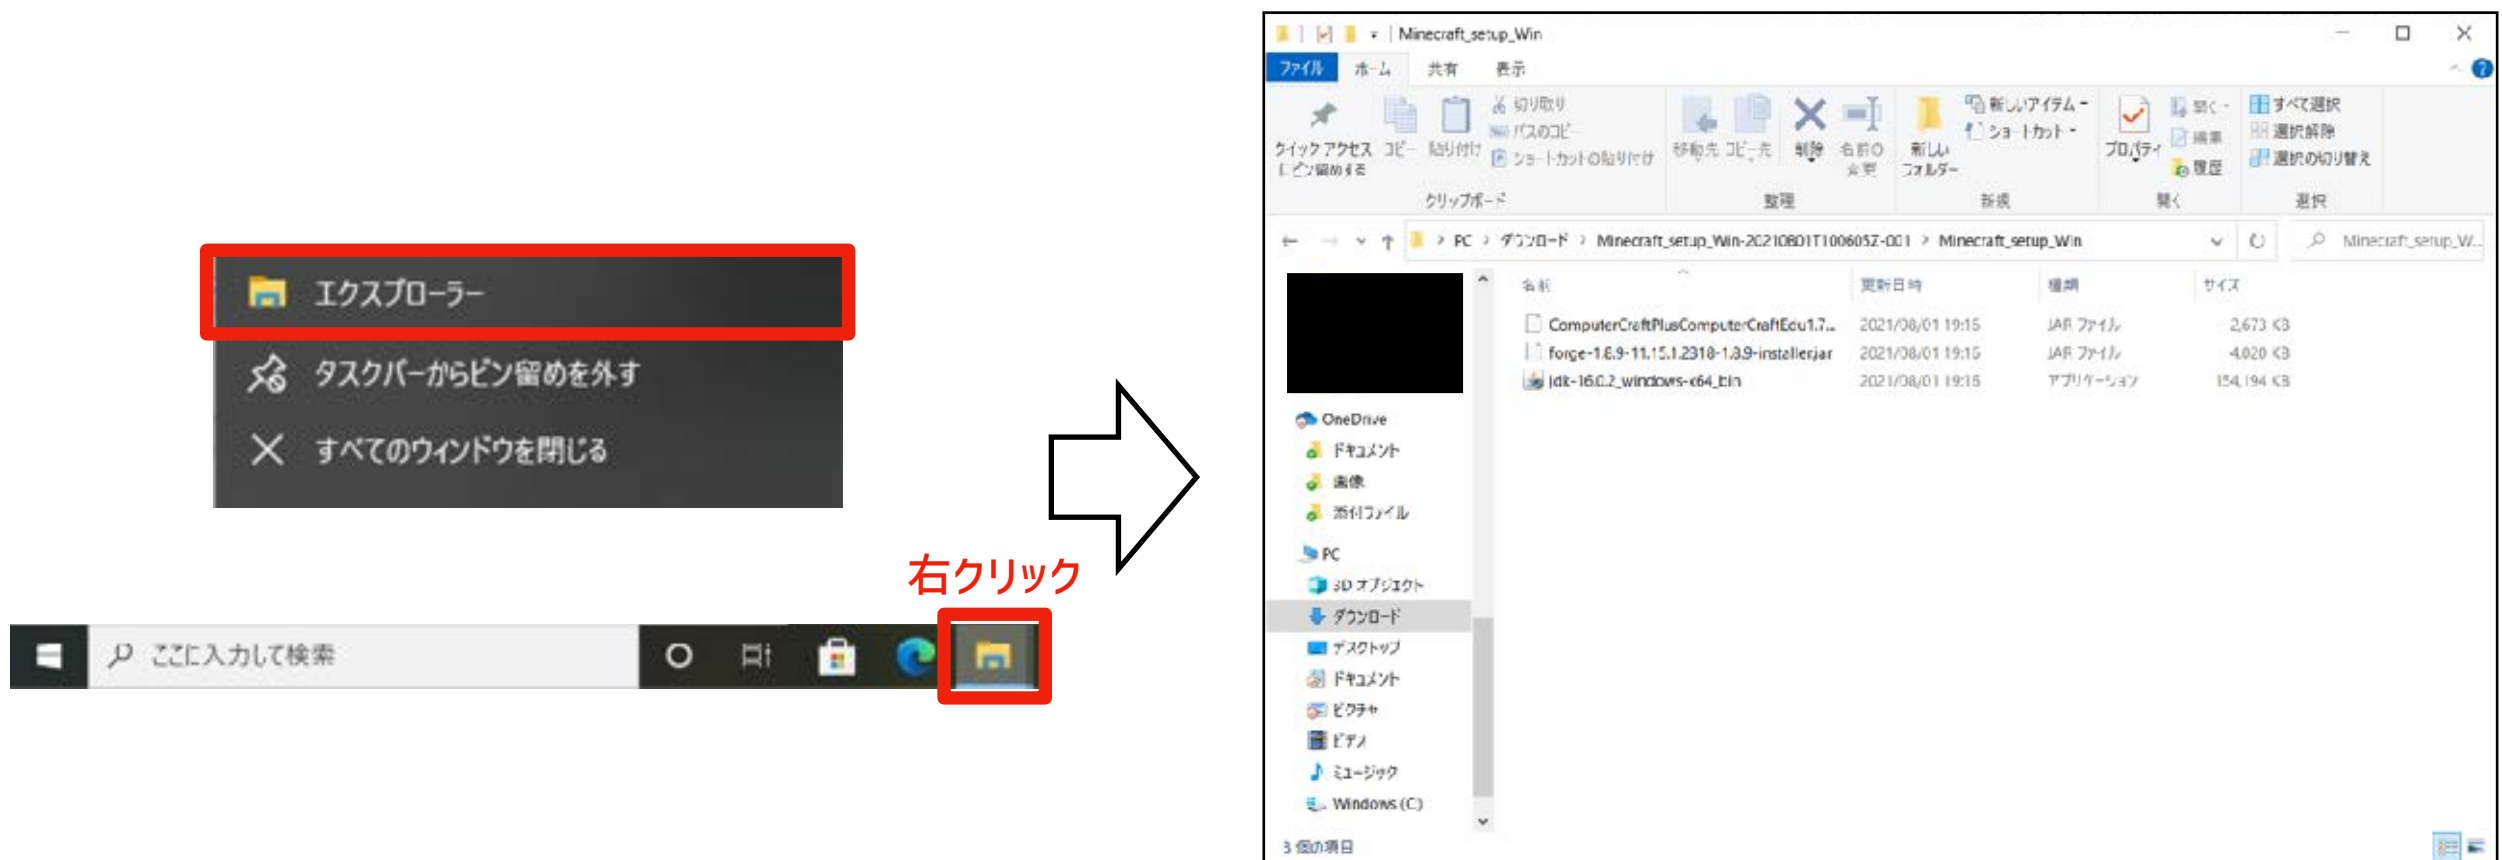 エクスプローラー
タスクバーからピン留めを外す
すべてのウィンドウを閉じる
右クリック
ここに入力して検索
Minecraft_setup_Win
ファイル ホーム 共有 表示
クイック アクセス
にピン留めする
コピー
貼り付け
切り取り
パスのコピー
ショートカットの貼り付け
クリップボード
移動先 コピー先 削除 名前の
変更
整理
新しい
フォルダー
新しいアイテム
ショートカット
新規
プロパティ
開く
編集
履歴
開く
すべて選択
選択解除
選択の切り替え
選択
> PC > ダウンロード > Minecraft_setup_Win-20210801T100605Z-001 > Minecraft_setup_Win
Minecraft_setup_W...
名前 更新日時 種類 サイズ
ComputerCraftPlusComputerCraftEdu1.7... 2021/08/01 19:15 JAR ファイル 2,673 KB
forge-1.8.9-11.15.1.2318-1.8.9-installer.jar 2021/08/01 19:15 JAR ファイル 4,020 KB
jdk-16.0.2_windows-x64_bin 2021/08/01 19:15 アプリケーション 154,194 KB
OneDrive
ドキュメント
画像
添付ファイル
PC
3D オブジェクト
ダウンロード
デスクトップ
ドキュメント
ピクチャ
ビデオ
ミュージック
Windows (C:)
3 個の項目